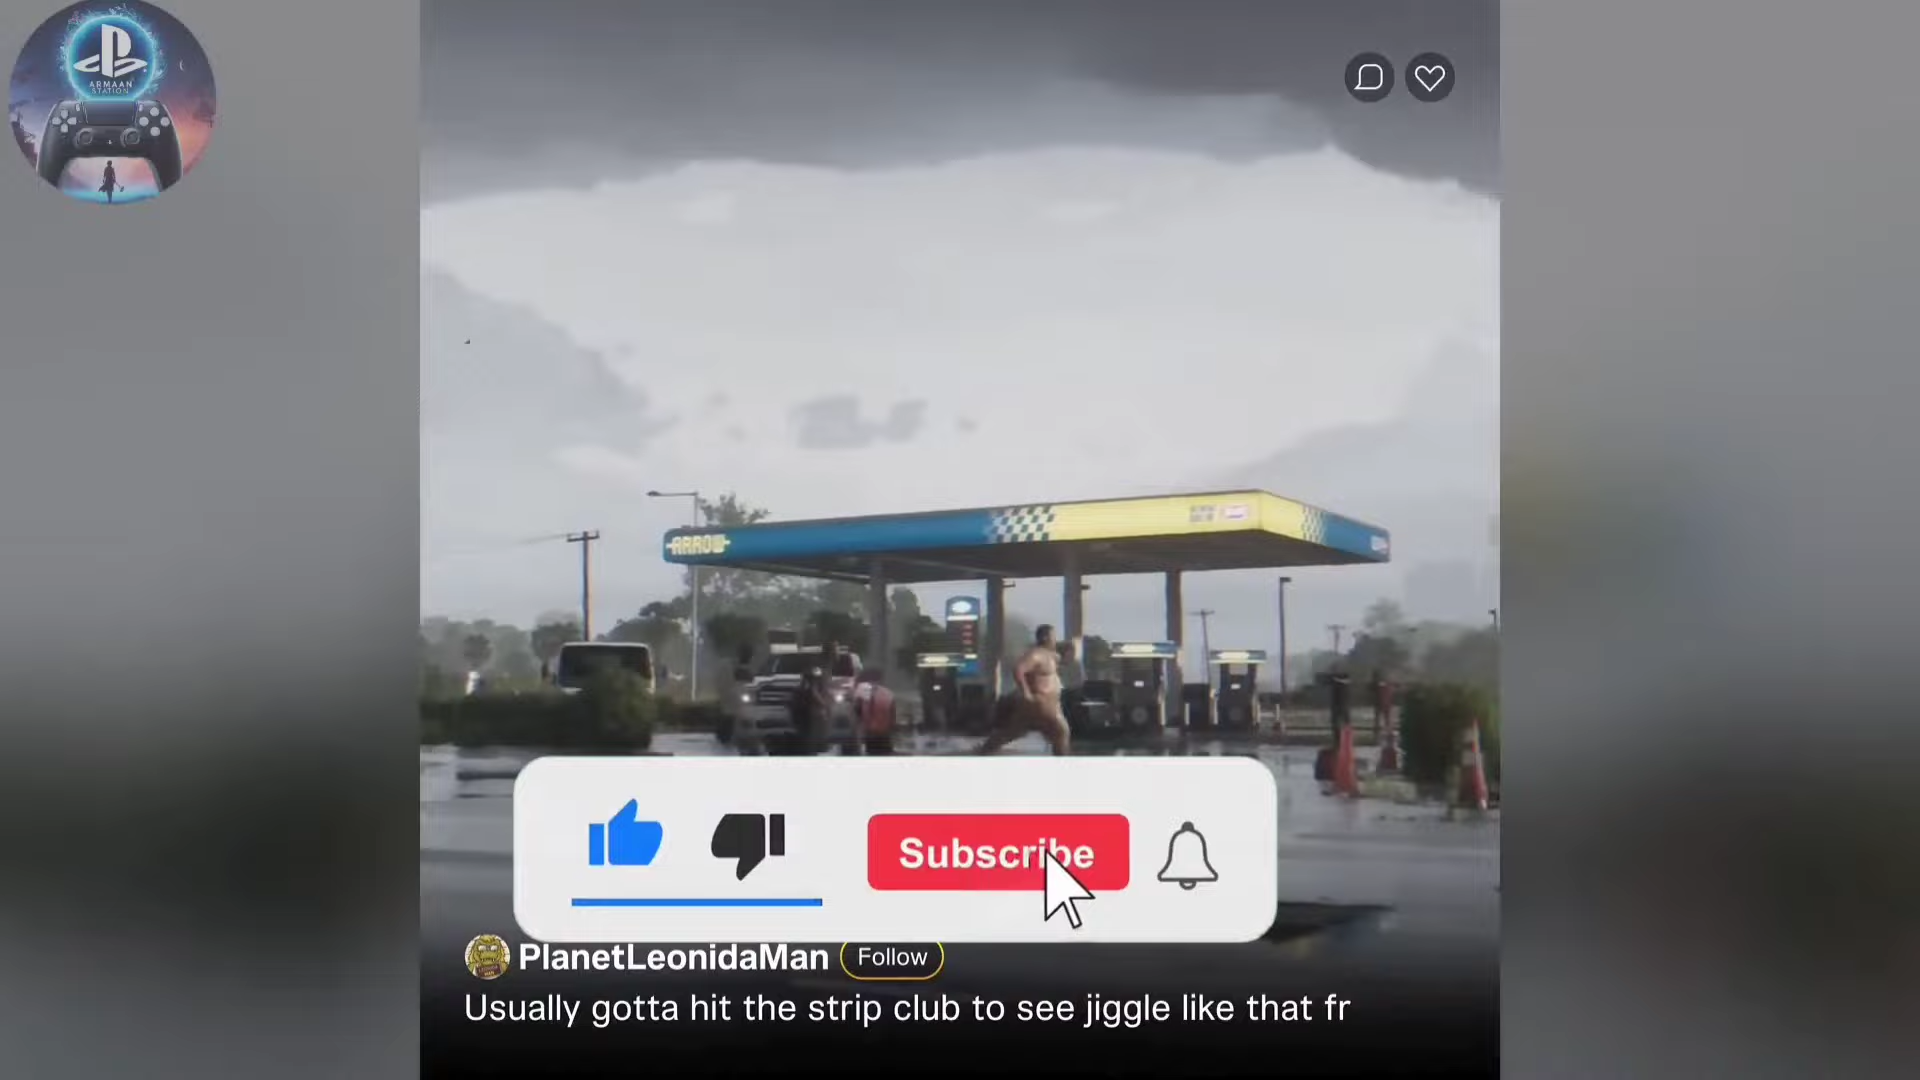 ARMAAN
STATION
ARROW
Subscribe
PlanetLeonidaMan
Follow
Usually gotta hit the strip club to see jiggle like that fr